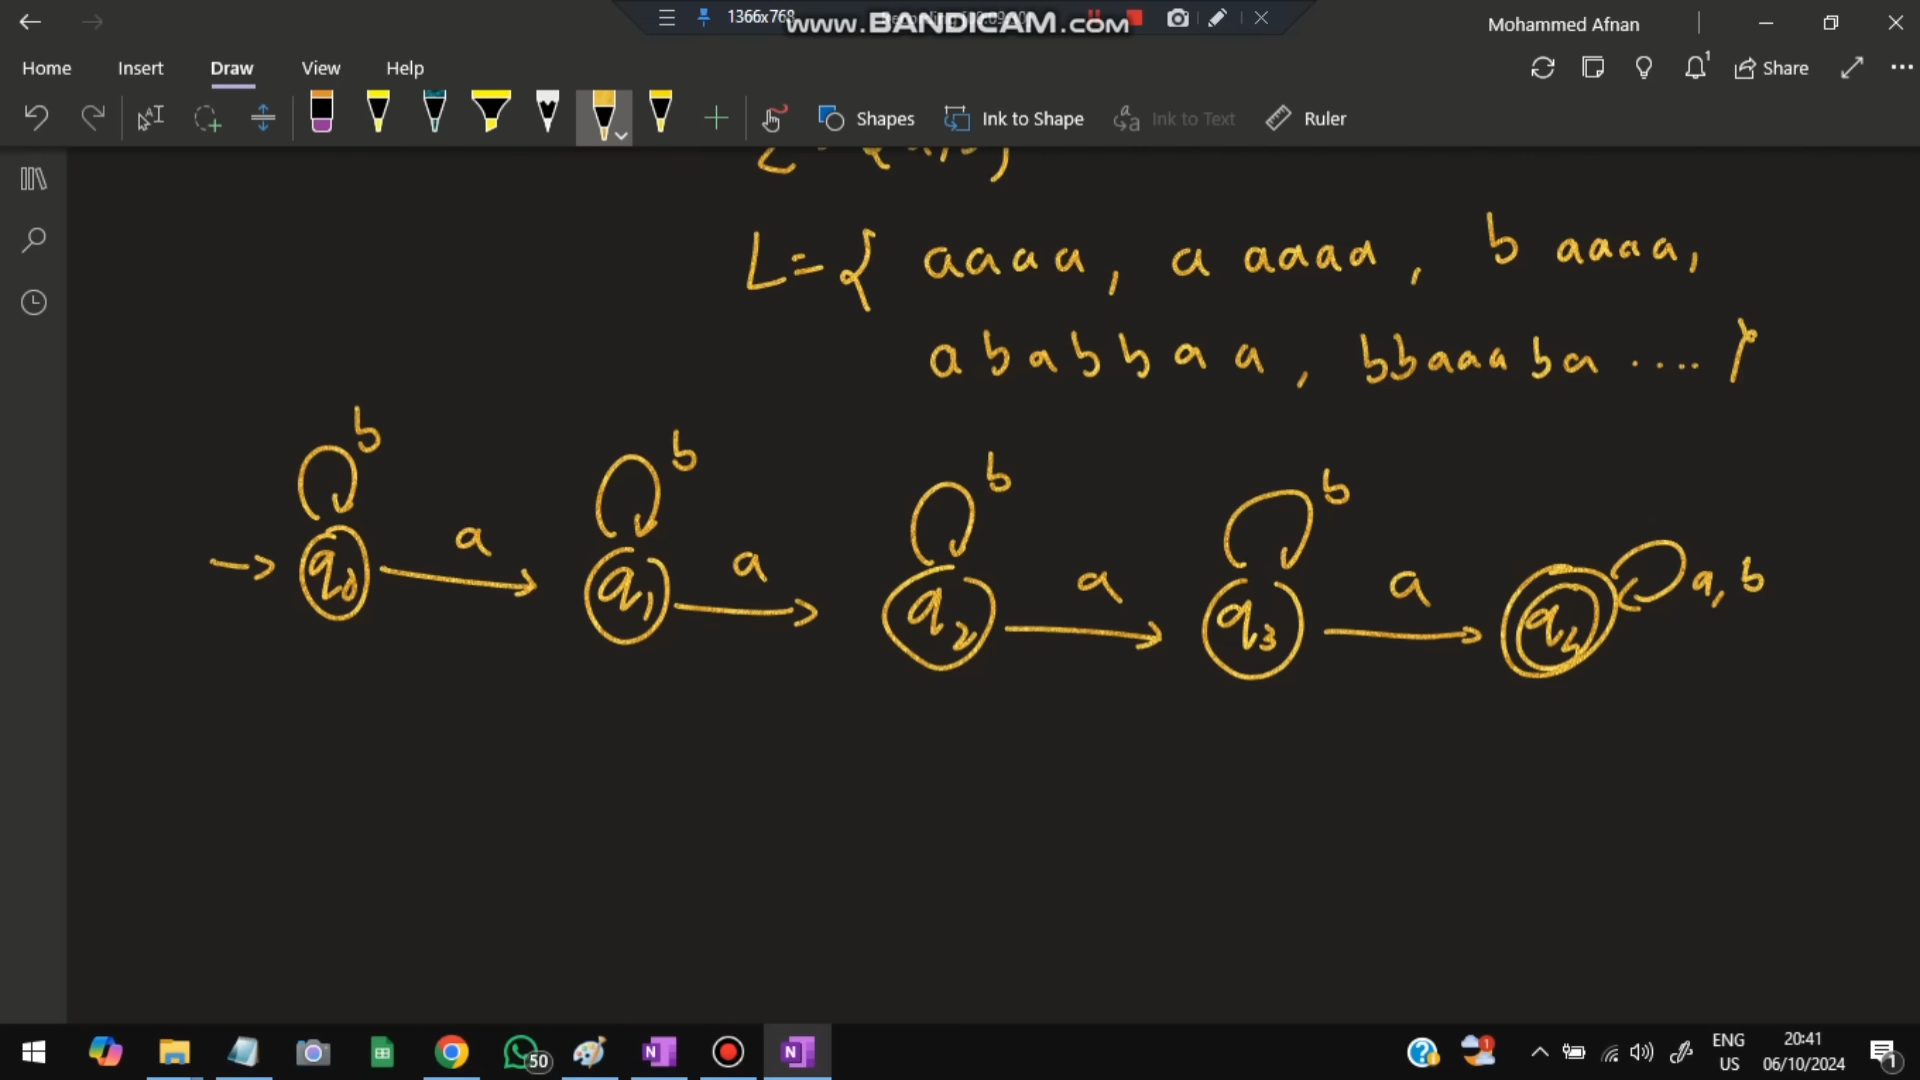 1366x768
www.BANDICAM.com
Mohammed Afnan
Home Insert Draw View Help
Share
Shapes Ink to Shape Ink to Text Ruler
L = { aaaa, a aaaa, b aaaa,
ababbaa, bbaaaba .... }
b b b b
a a a a a, b
q0 q1 q2 q3 q4
50
ENG
US
20:41
06/10/2024
1